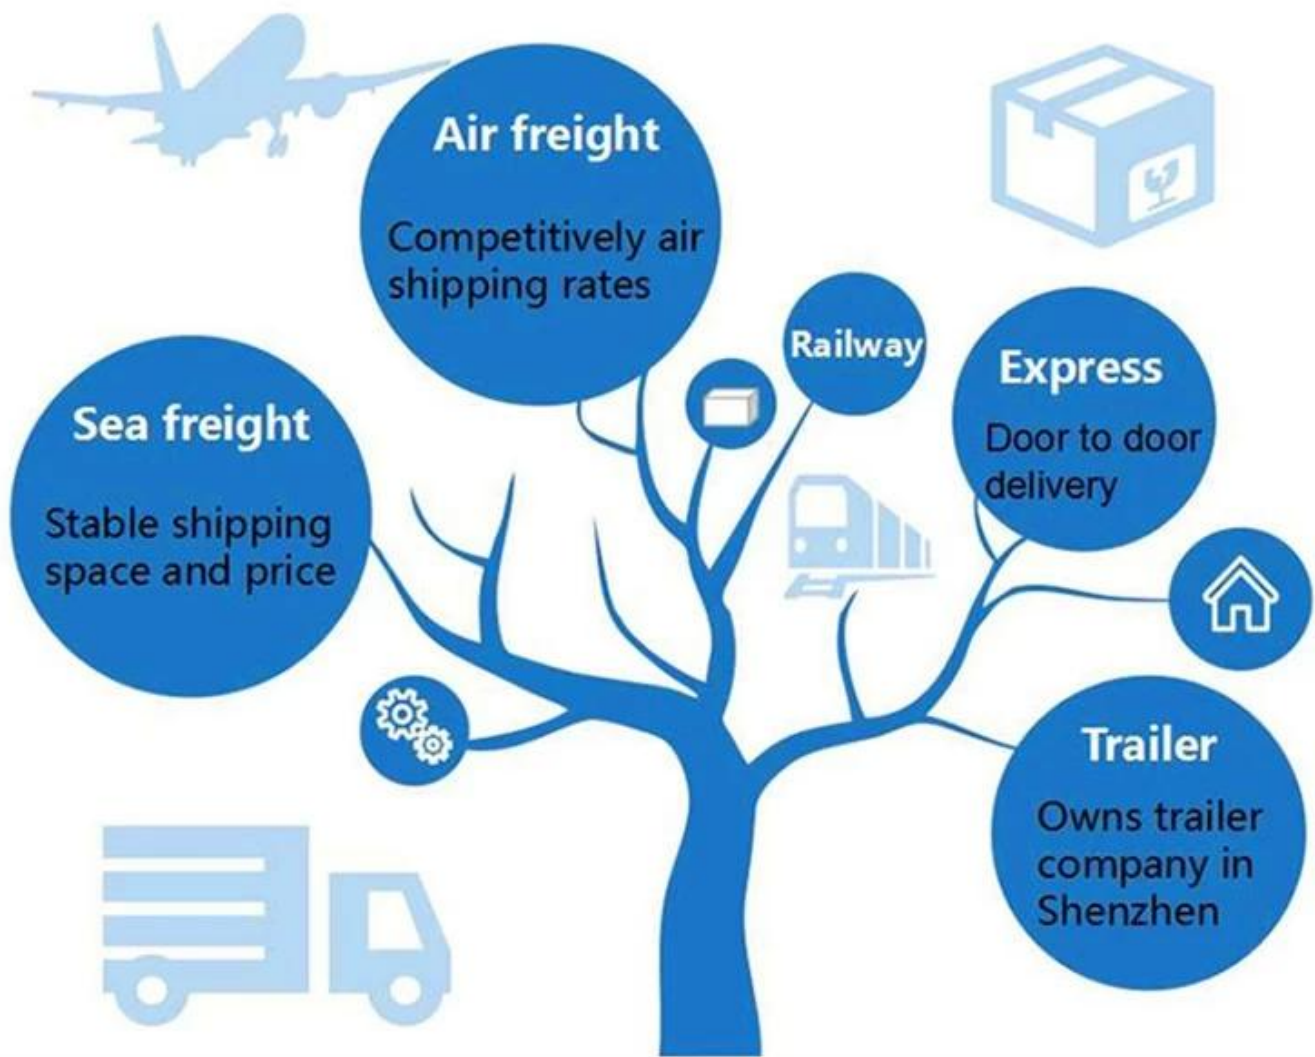 Air freight
Competitively air
shipping rates
Railway
Express
Door to door
delivery
Sea freight
Stable shipping
space and price
Trailer
Owns trailer
company in
Shenzhen